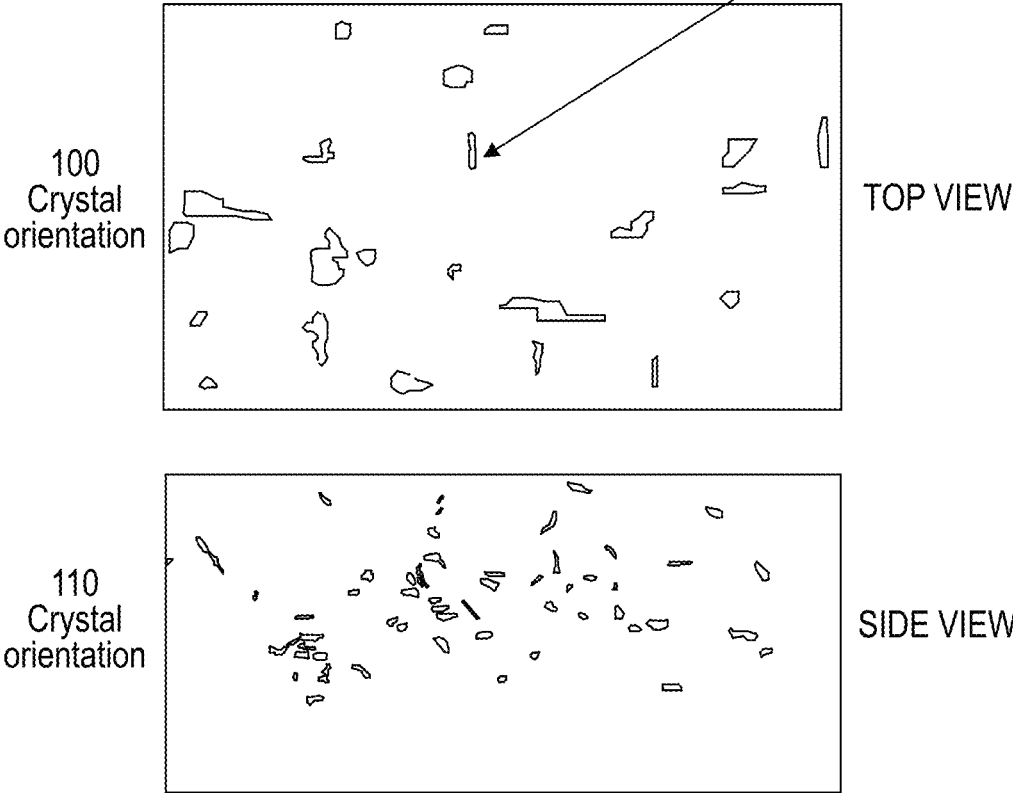 100
Crystal
orientation
TOP VIEW
110
Crystal
orientation
SIDE VIEW